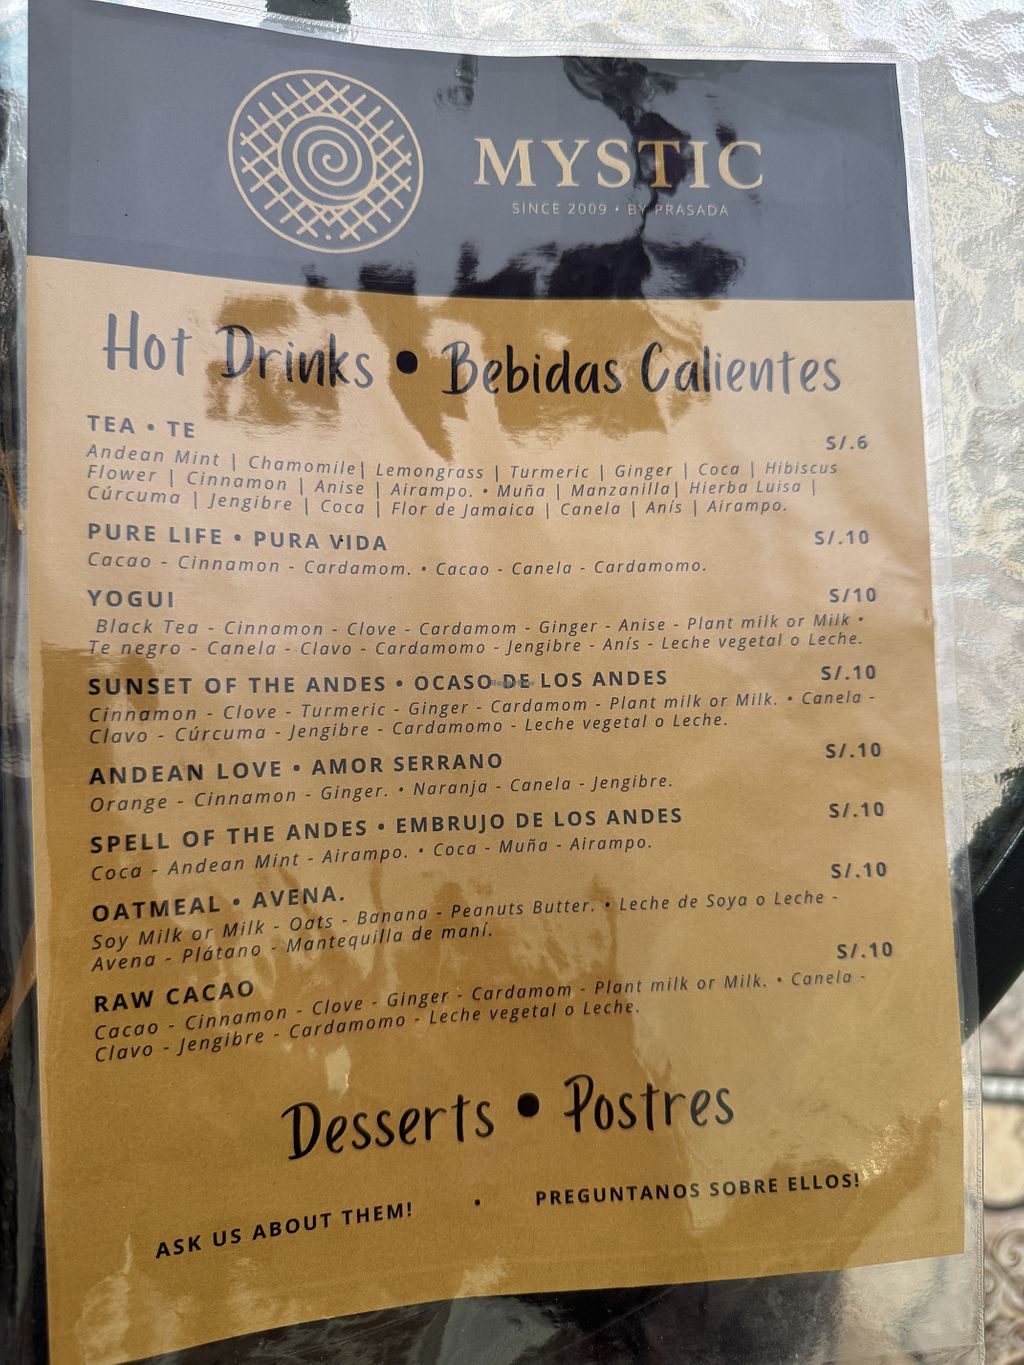 MYSTIC
SINCE 2009 • BY PRASADA
Hot Drinks • Bebidas Calientes
TEA • TE S/.6
Andean Mint | Chamomile| Lemongrass | Turmeric | Ginger | Coca | Hibiscus
Flower | Cinnamon | Anise | Airampo. • Muña | Manzanilla| Hierba Luisa |
Cúrcuma | Jengibre | Coca | Flor de Jamaica | Canela | Anís | Airampo.
PURE LIFE • PURA VIDA S/.10
Cacao - Cinnamon - Cardamom. • Cacao - Canela - Cardamomo.
YOGUI S/10
Black Tea - Cinnamon - Clove - Cardamom - Ginger - Anise - Plant milk or Milk •
Te negro - Canela - Clavo - Cardamomo - Jengibre - Anís - Leche vegetal o Leche.
SUNSET OF THE ANDES • OCASO DE LOS ANDES S/.10
Cinnamon - Clove - Turmeric - Ginger - Cardamom - Plant milk or Milk. • Canela -
Clavo - Cúrcuma - Jengibre - Cardamomo - Leche vegetal o Leche.
ANDEAN LOVE • AMOR SERRANO S/.10
Orange - Cinnamon - Ginger. • Naranja - Canela - Jengibre.
SPELL OF THE ANDES • EMBRUJO DE LOS ANDES S/.10
Coca - Andean Mint - Airampo. • Coca - Muña - Airampo.
OATMEAL • AVENA. S/.10
Soy Milk or Milk - Oats - Banana - Peanuts Butter. • Leche de Soya o Leche -
Avena - Plátano - Mantequilla de maní.
RAW CACAO S/.10
Cacao - Cinnamon - Clove - Ginger - Cardamom - Plant milk or Milk. • Canela -
Clavo - Jengibre - Cardamomo - Leche vegetal o Leche.
Desserts • Postres
ASK US ABOUT THEM! • PREGUNTANOS SOBRE ELLOS!